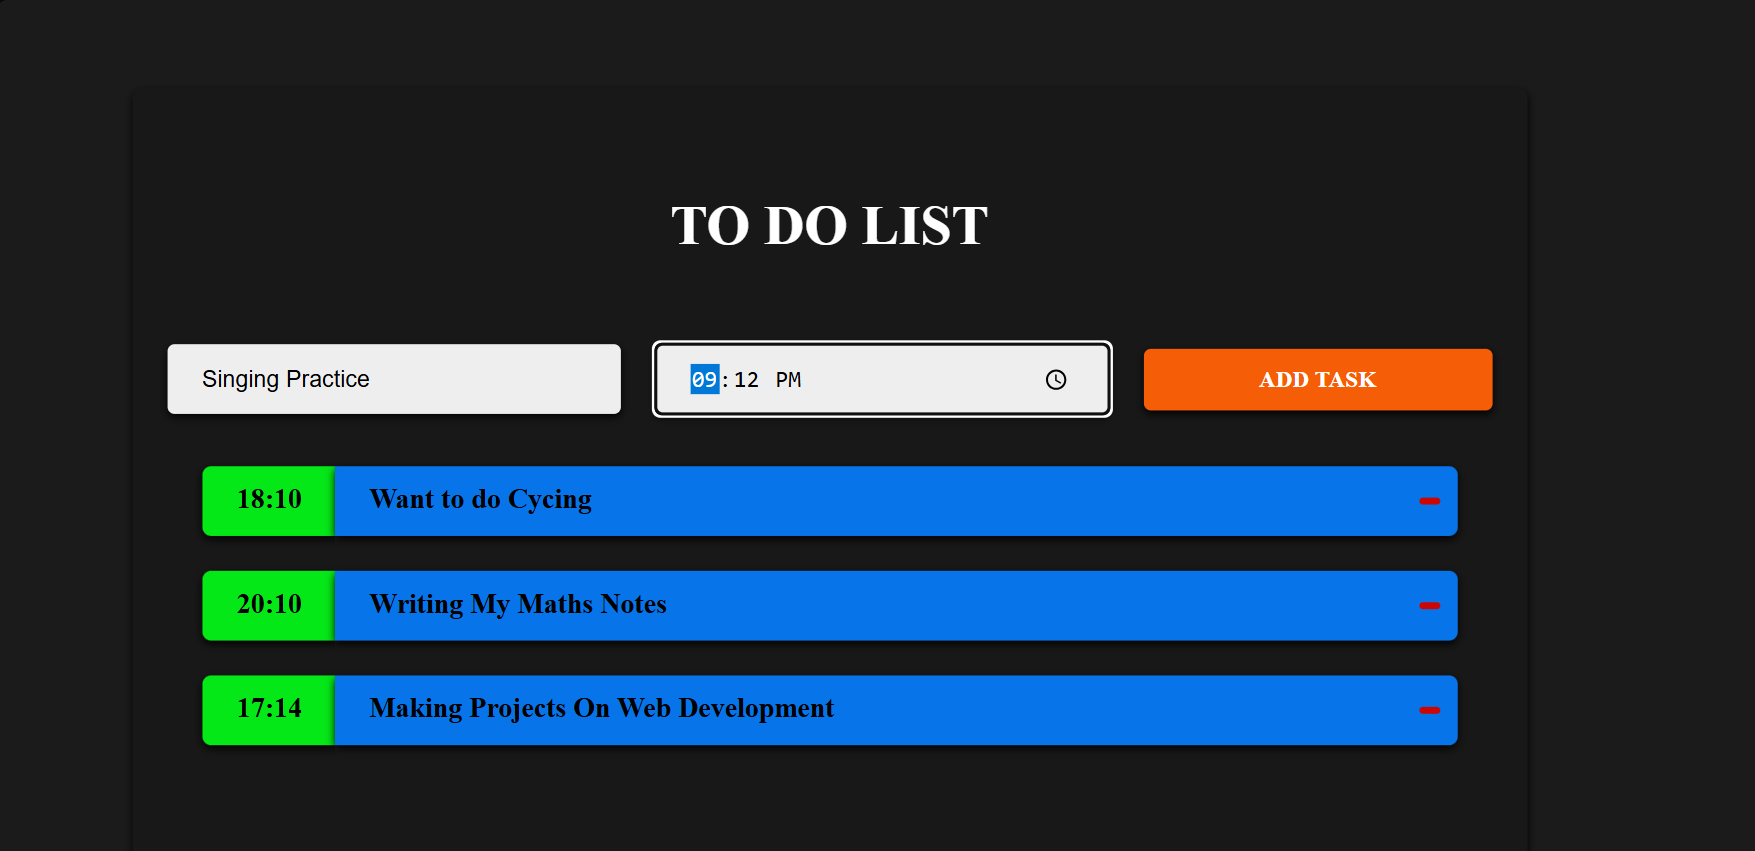 TO DO LIST
Singing Practice
09:12 PM
ADD TASK
18:10 Want to do Cycing
20:10 Writing My Maths Notes
17:14 Making Projects On Web Development